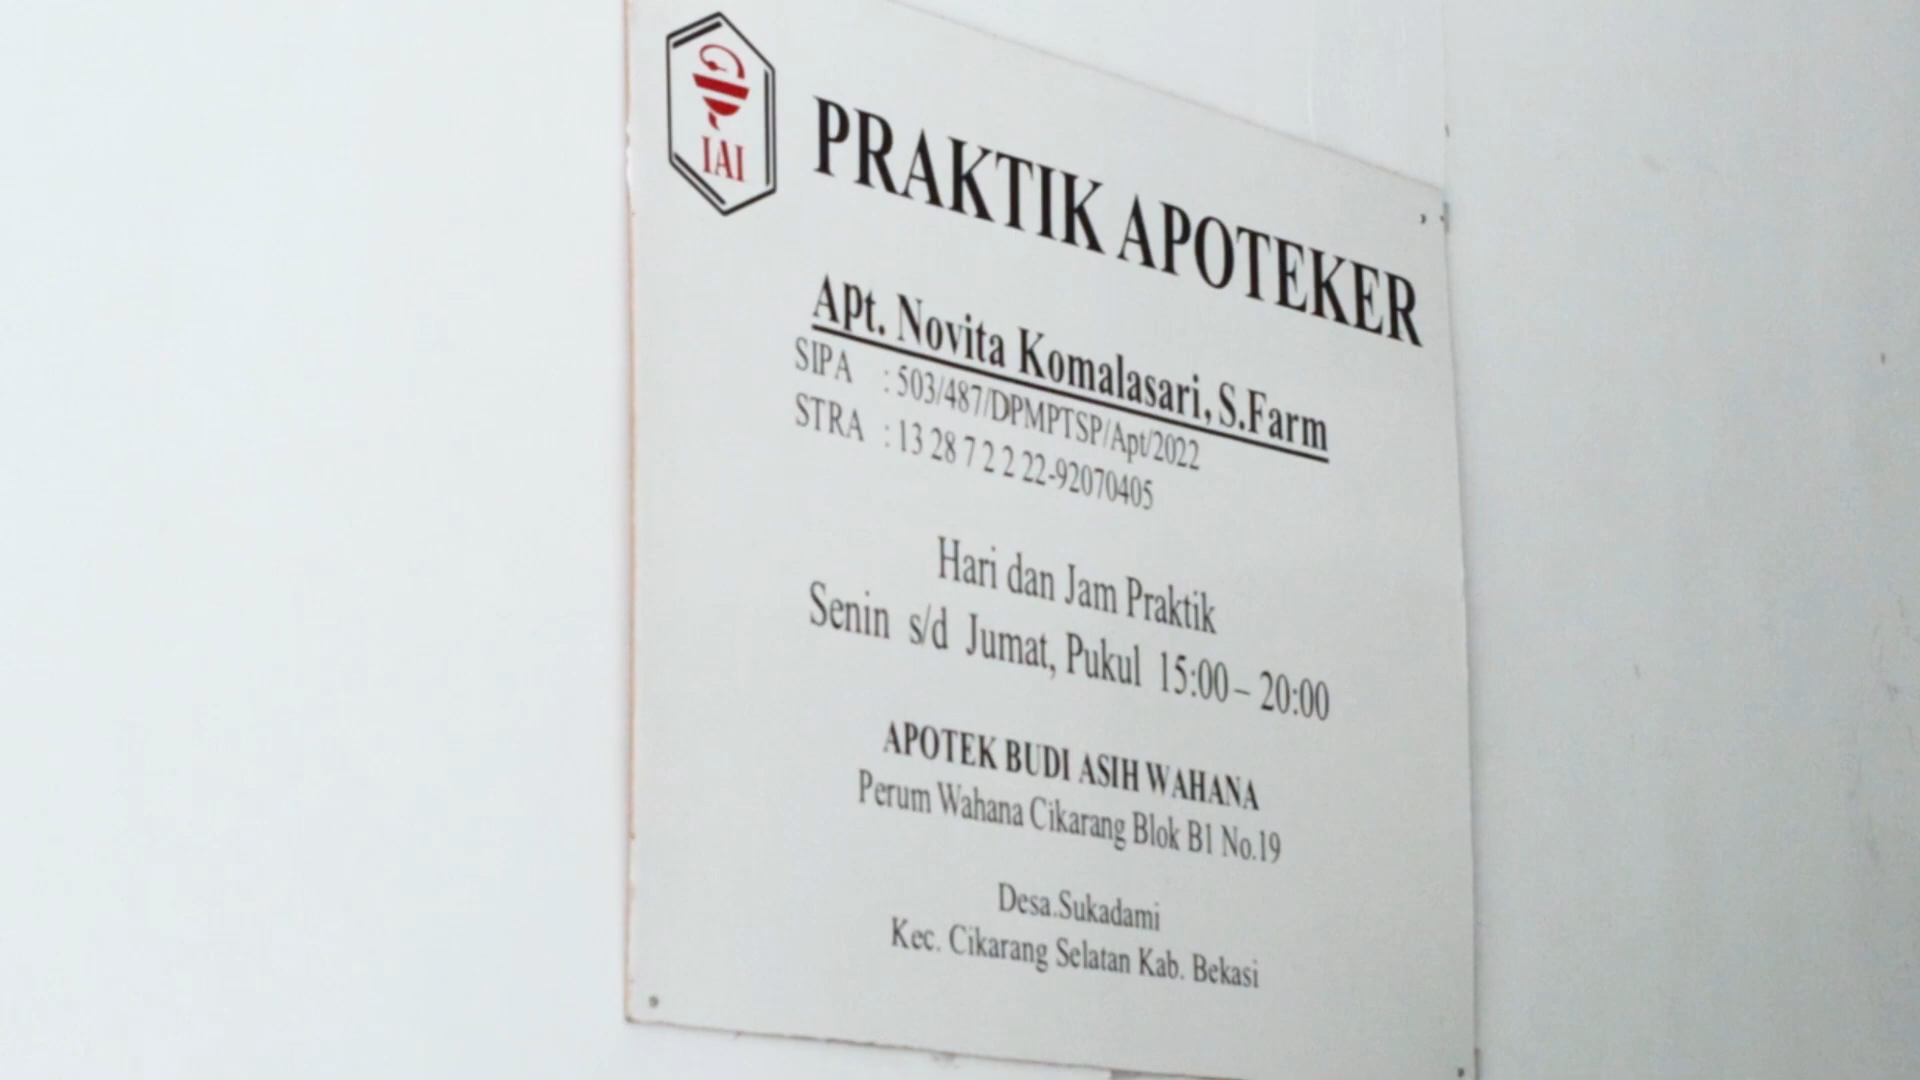 IAI
PRAKTIK APOTEKER
Apt. Novita Komalasari, S.Farm
SIPA : 503/487/DPMPTSP/Apt/2022
STRA : 13 28 7 2 2 22-92070405
Hari dan Jam Praktik
Senin s/d Jumat, Pukul 15:00 – 20:00
APOTEK BUDI ASIH WAHANA
Perum Wahana Cikarang Blok B1 No.19
Desa.Sukadami
Kec. Cikarang Selatan Kab. Bekasi